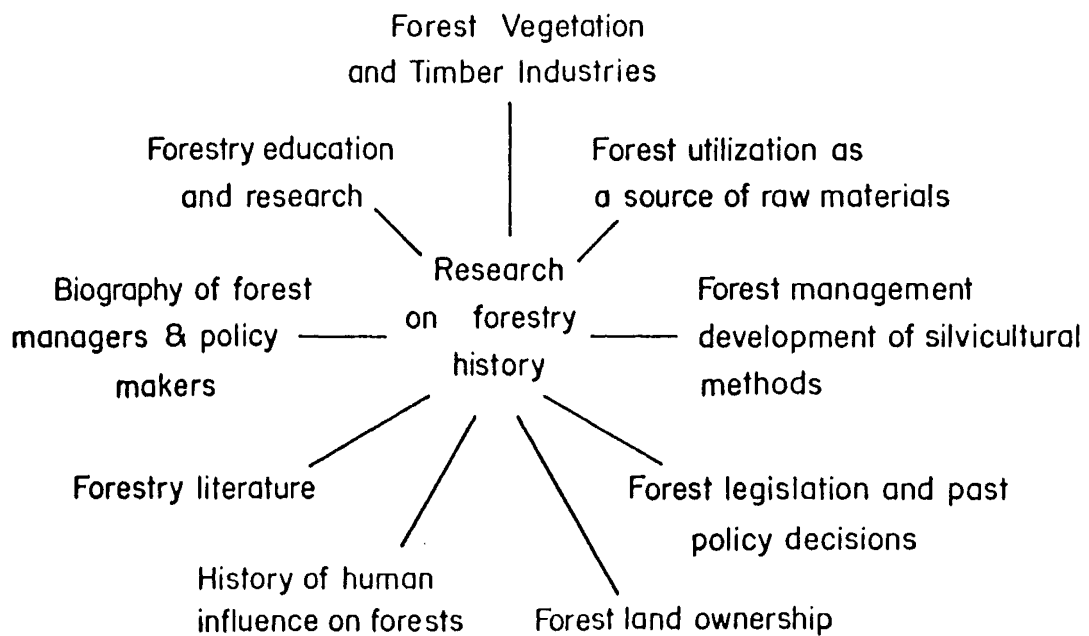 Forest Vegetation
and Timber Industries
Forestry education
and research
Forest utilization as
a source of raw materials
Research
on forestry
history
Biography of forest
managers & policy
makers
Forest management
development of silvicultural
methods
Forestry literature
Forest legislation and past
policy decisions
History of human
influence on forests
Forest land ownership